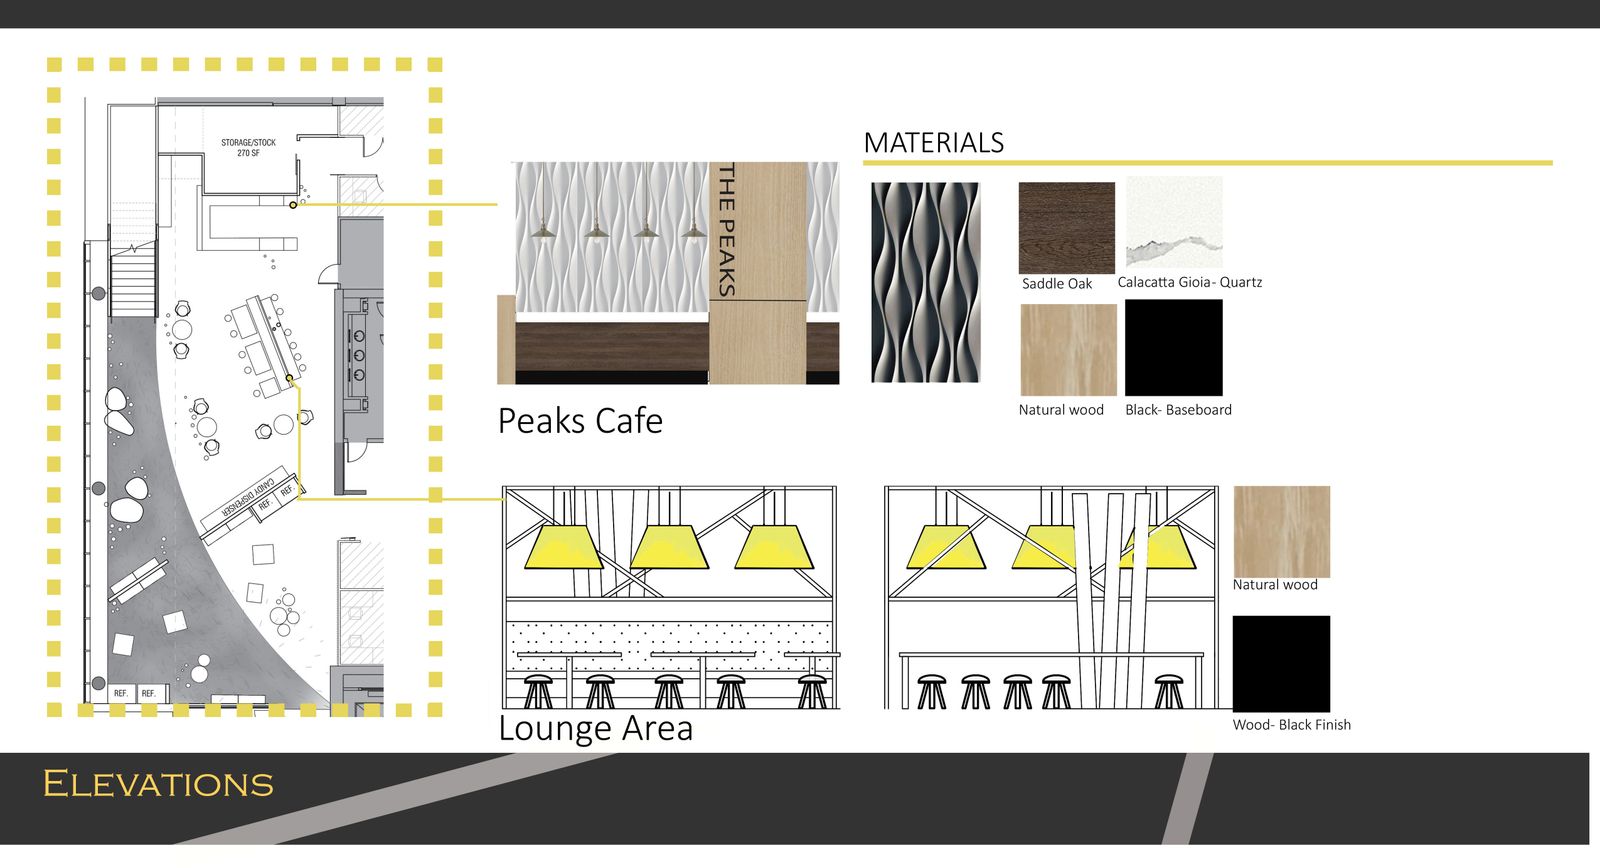 STORAGE/STOCK
270 SF
CANDY DISPENSER
REF.
REF.
REF.
REF.
THE PEAKS
Peaks Cafe
MATERIALS
Saddle Oak
Calacatta Gioia- Quartz
Natural wood
Black- Baseboard
Natural wood
Wood- Black Finish
Lounge Area
ELEVATIONS